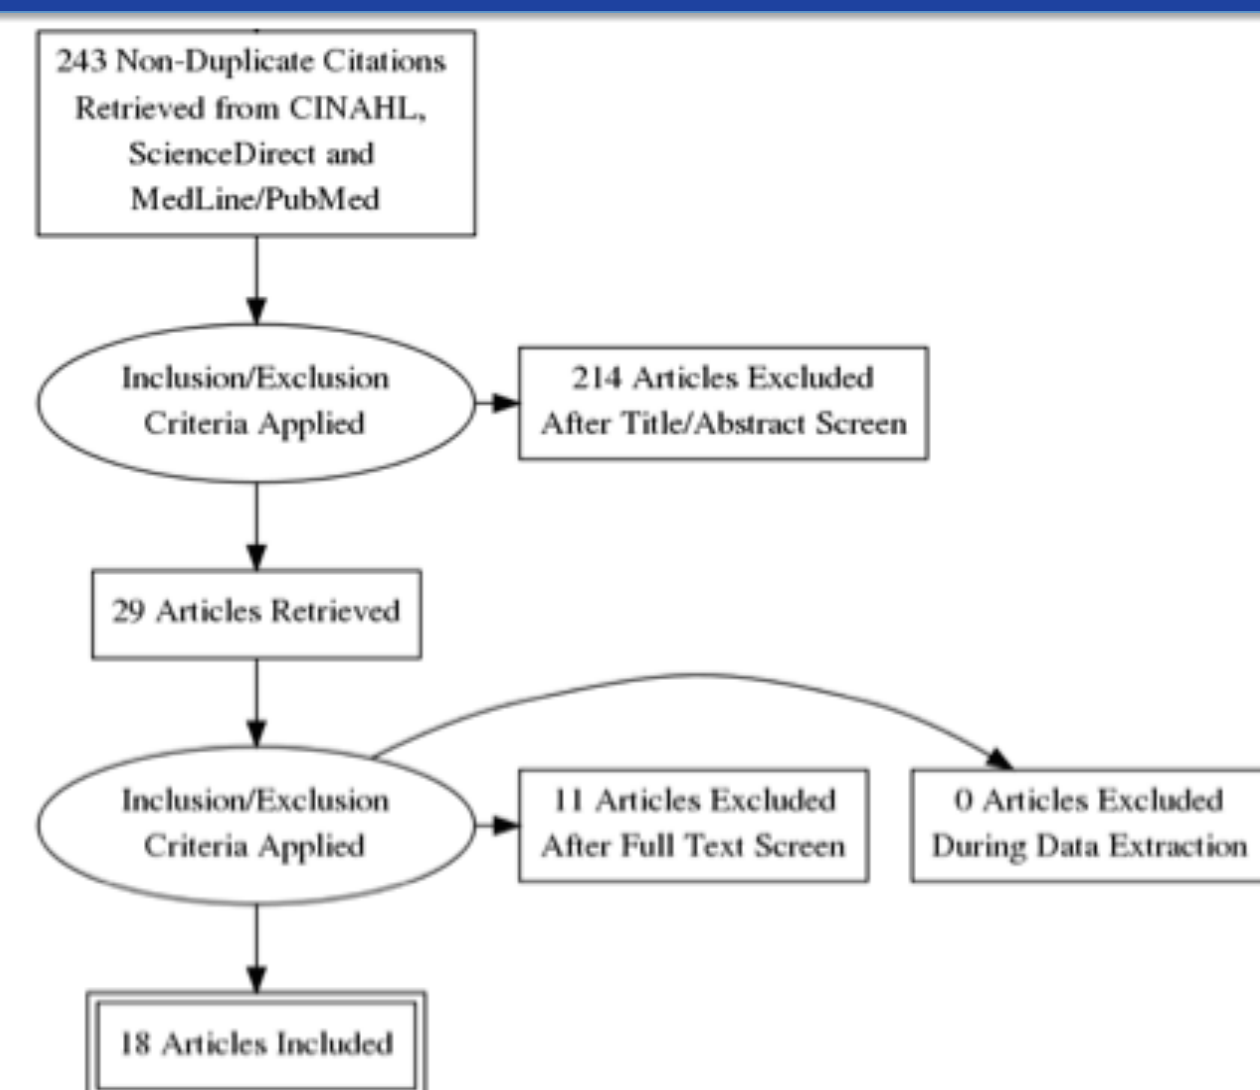 243 Non-Duplicate Citations
Retrieved from CINAHL,
ScienceDirect and
MedLine/PubMed
Inclusion/Exclusion
Criteria Applied
214 Articles Excluded
After Title/Abstract Screen
29 Articles Retrieved
Inclusion/Exclusion
Criteria Applied
11 Articles Excluded
After Full Text Screen
0 Articles Excluded
During Data Extraction
18 Articles Included